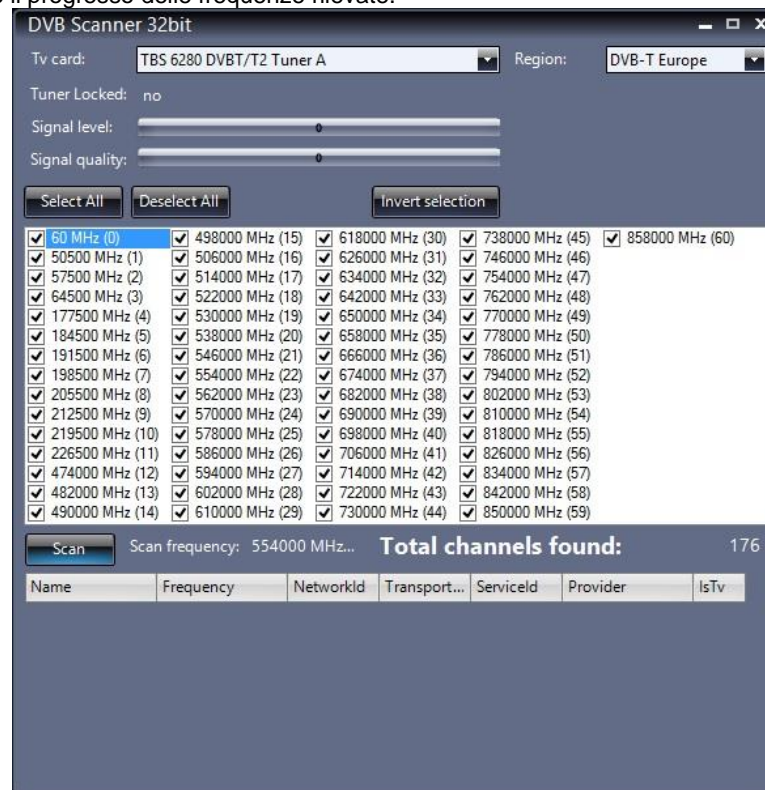 il progresso delle frequenze rilevate.
DVB Scanner 32bit
Tv card: TBS 6280 DVBT/T2 Tuner A Region: DVB-T Europe
Tuner Locked: no
Signal level: 0
Signal quality: 0
Select All Deselect All Invert selection
60 MHz (0) 498000 MHz (15) 618000 MHz (30) 738000 MHz (45) 858000 MHz (60)
50500 MHz (1) 506000 MHz (16) 626000 MHz (31) 746000 MHz (46)
57500 MHz (2) 514000 MHz (17) 634000 MHz (32) 754000 MHz (47)
64500 MHz (3) 522000 MHz (18) 642000 MHz (33) 762000 MHz (48)
177500 MHz (4) 530000 MHz (19) 650000 MHz (34) 770000 MHz (49)
184500 MHz (5) 538000 MHz (20) 658000 MHz (35) 778000 MHz (50)
191500 MHz (6) 546000 MHz (21) 666000 MHz (36) 786000 MHz (51)
198500 MHz (7) 554000 MHz (22) 674000 MHz (37) 794000 MHz (52)
205500 MHz (8) 562000 MHz (23) 682000 MHz (38) 802000 MHz (53)
212500 MHz (9) 570000 MHz (24) 690000 MHz (39) 810000 MHz (54)
219500 MHz (10) 578000 MHz (25) 698000 MHz (40) 818000 MHz (55)
226500 MHz (11) 586000 MHz (26) 706000 MHz (41) 826000 MHz (56)
474000 MHz (12) 594000 MHz (27) 714000 MHz (42) 834000 MHz (57)
482000 MHz (13) 602000 MHz (28) 722000 MHz (43) 842000 MHz (58)
490000 MHz (14) 610000 MHz (29) 730000 MHz (44) 850000 MHz (59)
Scan Scan frequency: 554000 MHz... Total channels found: 176
Name Frequency NetworkId Transport... ServiceId Provider IsTv